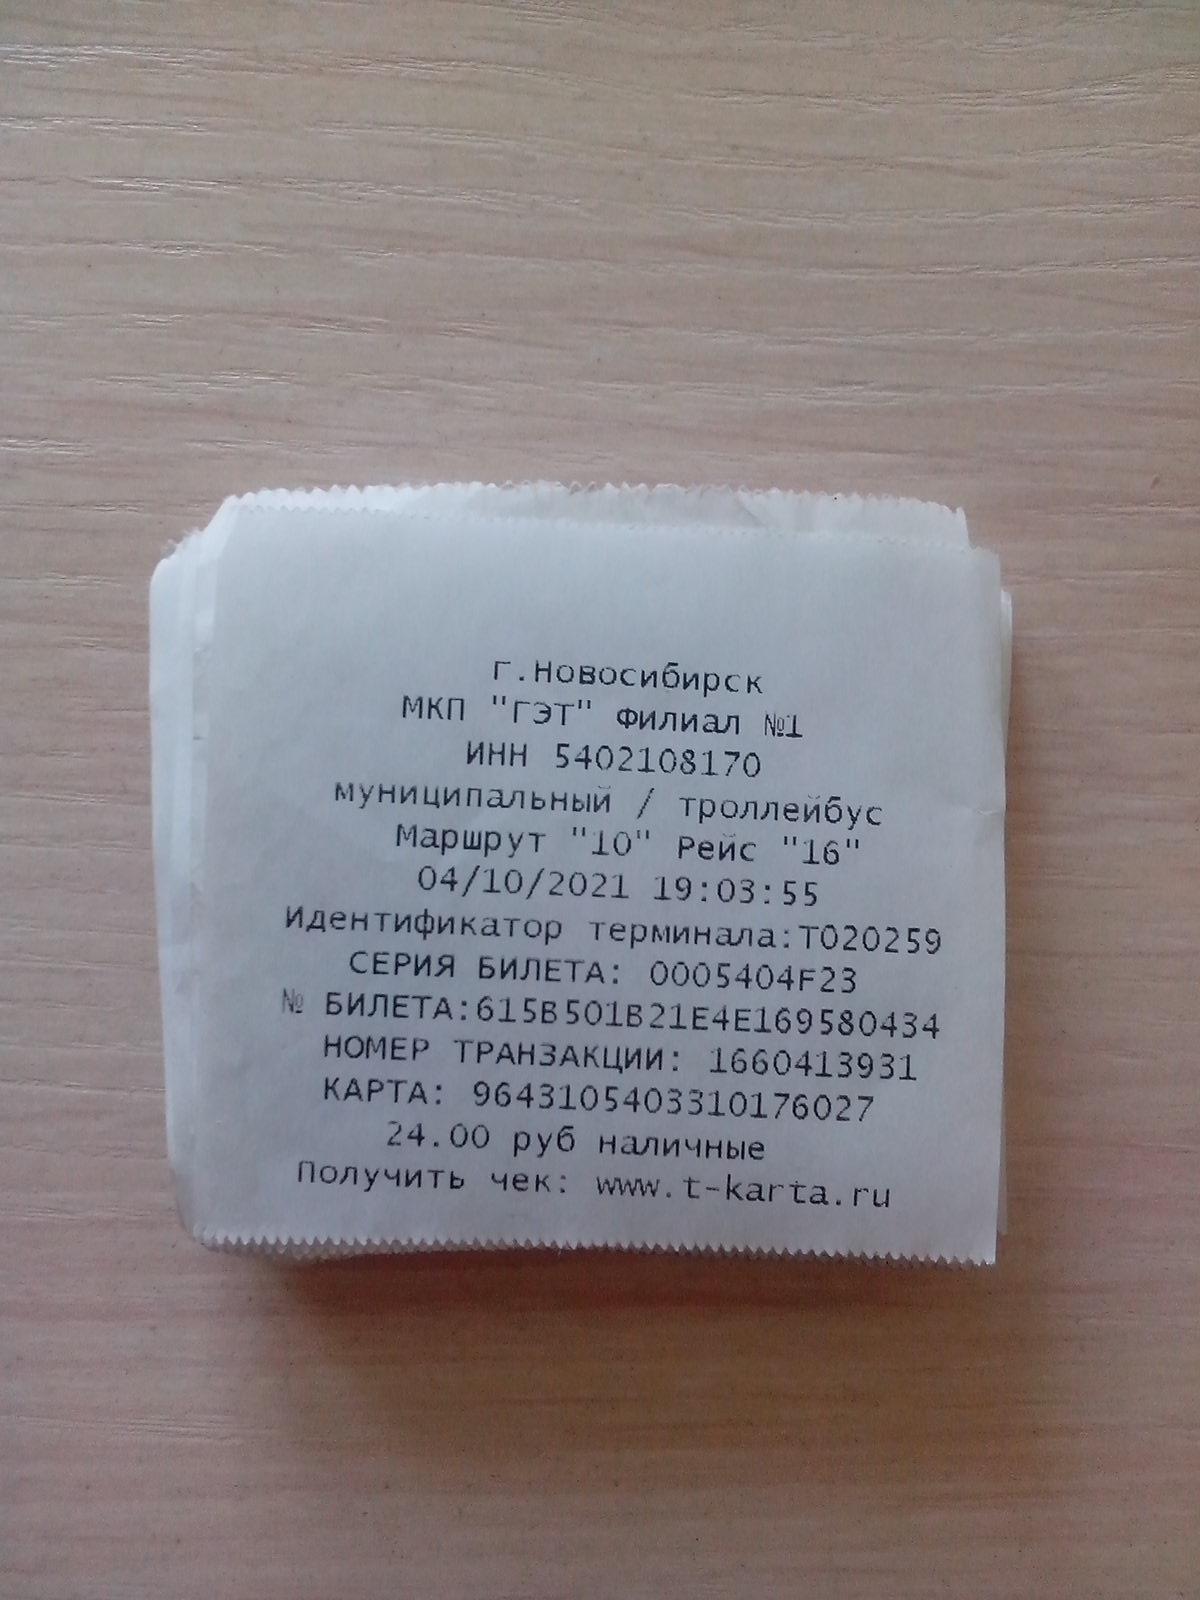 г.Новосибирск
МКП "ГЭТ" Филиал №1
ИНН 5402108170
муниципальный / троллейбус
Маршрут "10" Рейс "16"
04/10/2021 19:03:55
Идентификатор терминала:T020259
СЕРИЯ БИЛЕТА: 0005404F23
№ БИЛЕТА:615B501B21E4E169580434
НОМЕР ТРАНЗАКЦИИ: 1660413931
КАРТА: 9643105403310176027
24.00 руб наличные
Получить чек: www.t-karta.ru